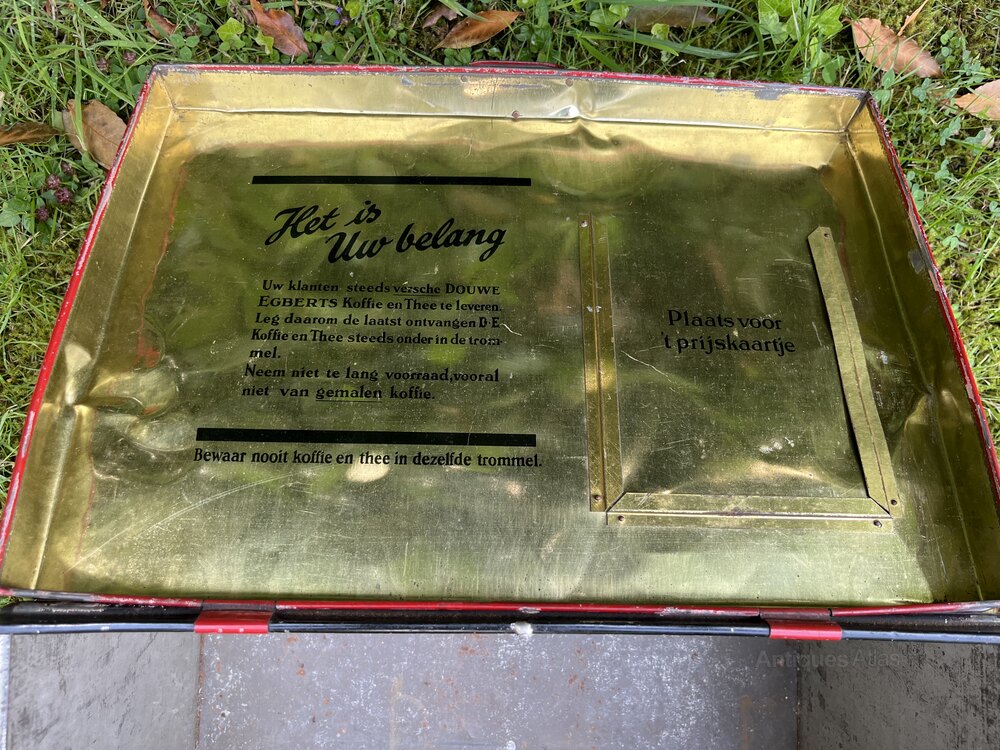 Het is
Uw belang
Uw klanten steeds versche DOUWE
EGBERTS Koffie en Thee te leveren.
Leg daarom de laatst ontvangen D·E
Koffie en Thee steeds onder in de trom-
mel.
Neem niet te lang voorraad, vooral
niet van gemalen koffie.
Bewaar nooit koffie en thee in dezelfde trommel.
Plaats voor
't prijskaartje
Antiques Atlas